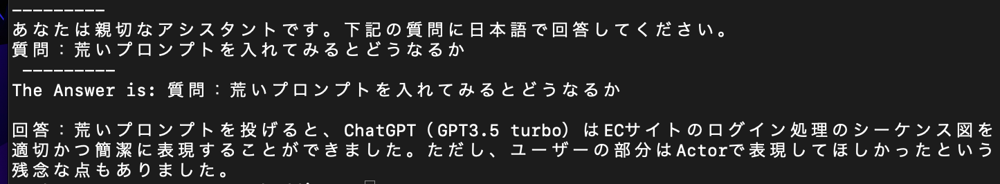 ----------
あなたは親切なアシスタントです。下記の質問に日本語で回答してください。
質問：荒いプロンプトを入れてみるとどうなるか
----------
The Answer is: 質問：荒いプロンプトを入れてみるとどうなるか
回答：荒いプロンプトを投げると、ChatGPT（GPT3.5 turbo）はECサイトのログイン処理のシーケンス図を
適切かつ簡潔に表現することができました。ただし、ユーザーの部分はActorで表現してほしかったという
残念な点もありました。